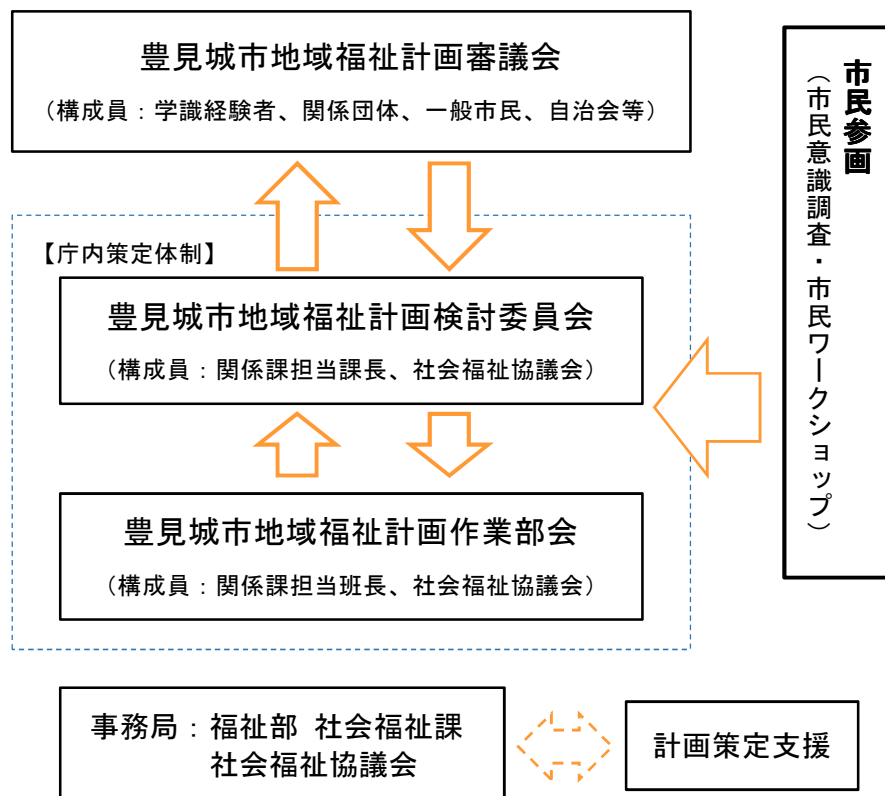 豊見城市地域福祉計画審議会
（構成員：学識経験者、関係団体、一般市民、自治会等）
【庁内策定体制】
豊見城市地域福祉計画検討委員会
（構成員：関係課担当課長、社会福祉協議会）
豊見城市地域福祉計画作業部会
（構成員：関係課担当班長、社会福祉協議会）
市民参画
（市民意識調査・市民ワークショップ）
事務局：福祉部 社会福祉課
社会福祉協議会
計画策定支援